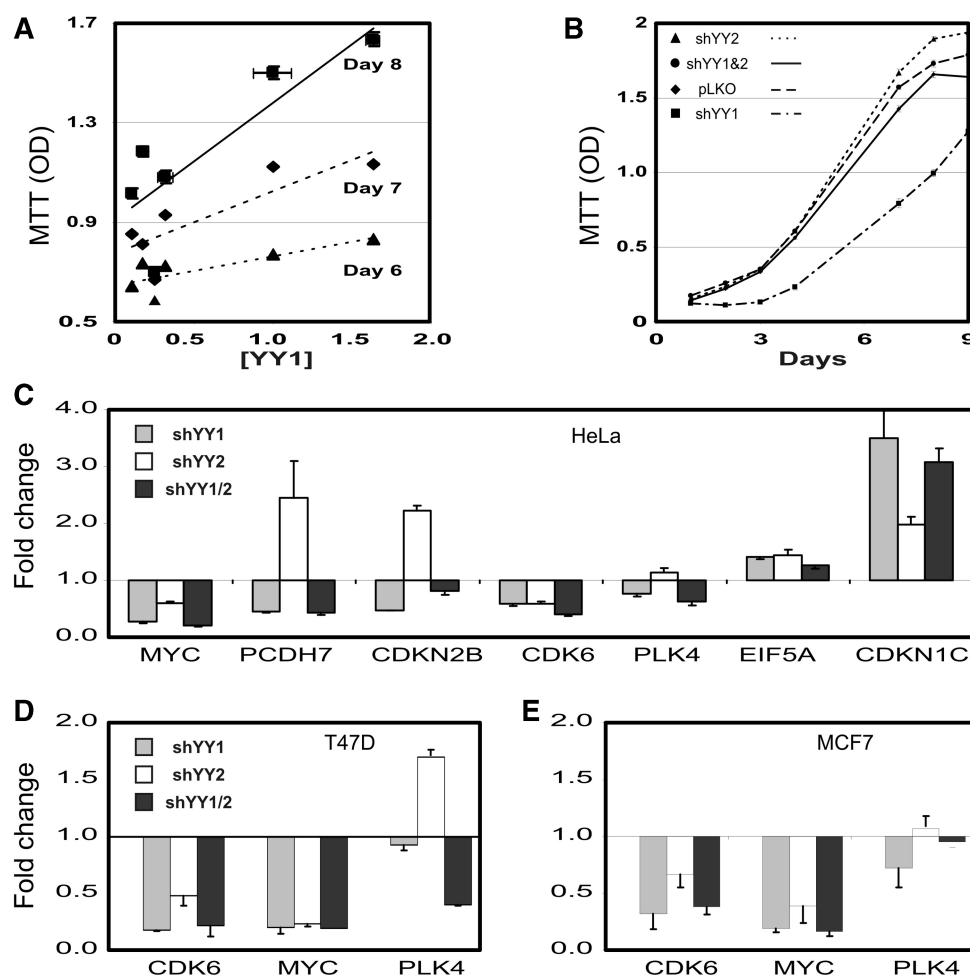 A
1.7
1.3
0.9
0.5
MTT (OD)
Day 8
Day 7
Day 6
0
0.5
1.0
1.5
2.0
[YY1]
B
2
1.5
1
0.5
0
MTT (OD)
shYY2
shYY1&2
pLKO
shYY1
0
3
6
9
Days
C
4.0
3.0
2.0
1.0
0.0
Fold change
shYY1
shYY2
shYY1/2
HeLa
MYC
PCDH7
CDKN2B
CDK6
PLK4
EIF5A
CDKN1C
D
2.0
1.5
1.0
0.5
0.0
Fold change
shYY1
shYY2
shYY1/2
T47D
CDK6
MYC
PLK4
E
2.0
1.5
1.0
0.5
0.0
MCF7
CDK6
MYC
PLK4